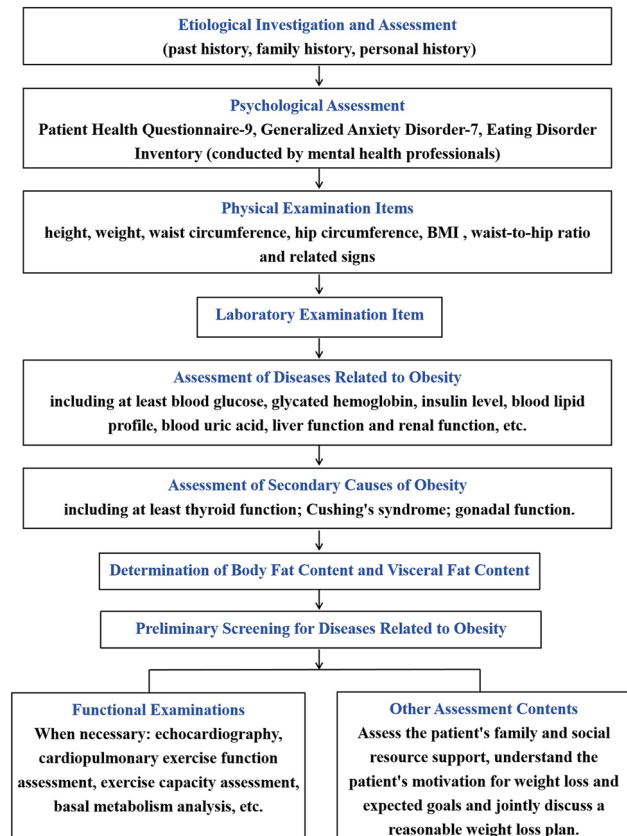 Etiological Investigation and Assessment
(past history, family history, personal history)
Psychological Assessment
Patient Health Questionnaire-9, Generalized Anxiety Disorder-7, Eating Disorder
Inventory (conducted by mental health professionals)
Physical Examination Items
height, weight, waist circumference, hip circumference, BMI , waist-to-hip ratio
and related signs
Laboratory Examination Item
Assessment of Diseases Related to Obesity
including at least blood glucose, glycated hemoglobin, insulin level, blood lipid
profile, blood uric acid, liver function and renal function, etc.
Assessment of Secondary Causes of Obesity
including at least thyroid function; Cushing's syndrome; gonadal function.
Determination of Body Fat Content and Visceral Fat Content
Preliminary Screening for Diseases Related to Obesity
Functional Examinations
When necessary: echocardiography,
cardiopulmonary exercise function
assessment, exercise capacity assessment,
basal metabolism analysis, etc.
Other Assessment Contents
Assess the patient's family and social
resource support, understand the
patient's motivation for weight loss and
expected goals and jointly discuss a
reasonable weight loss plan.